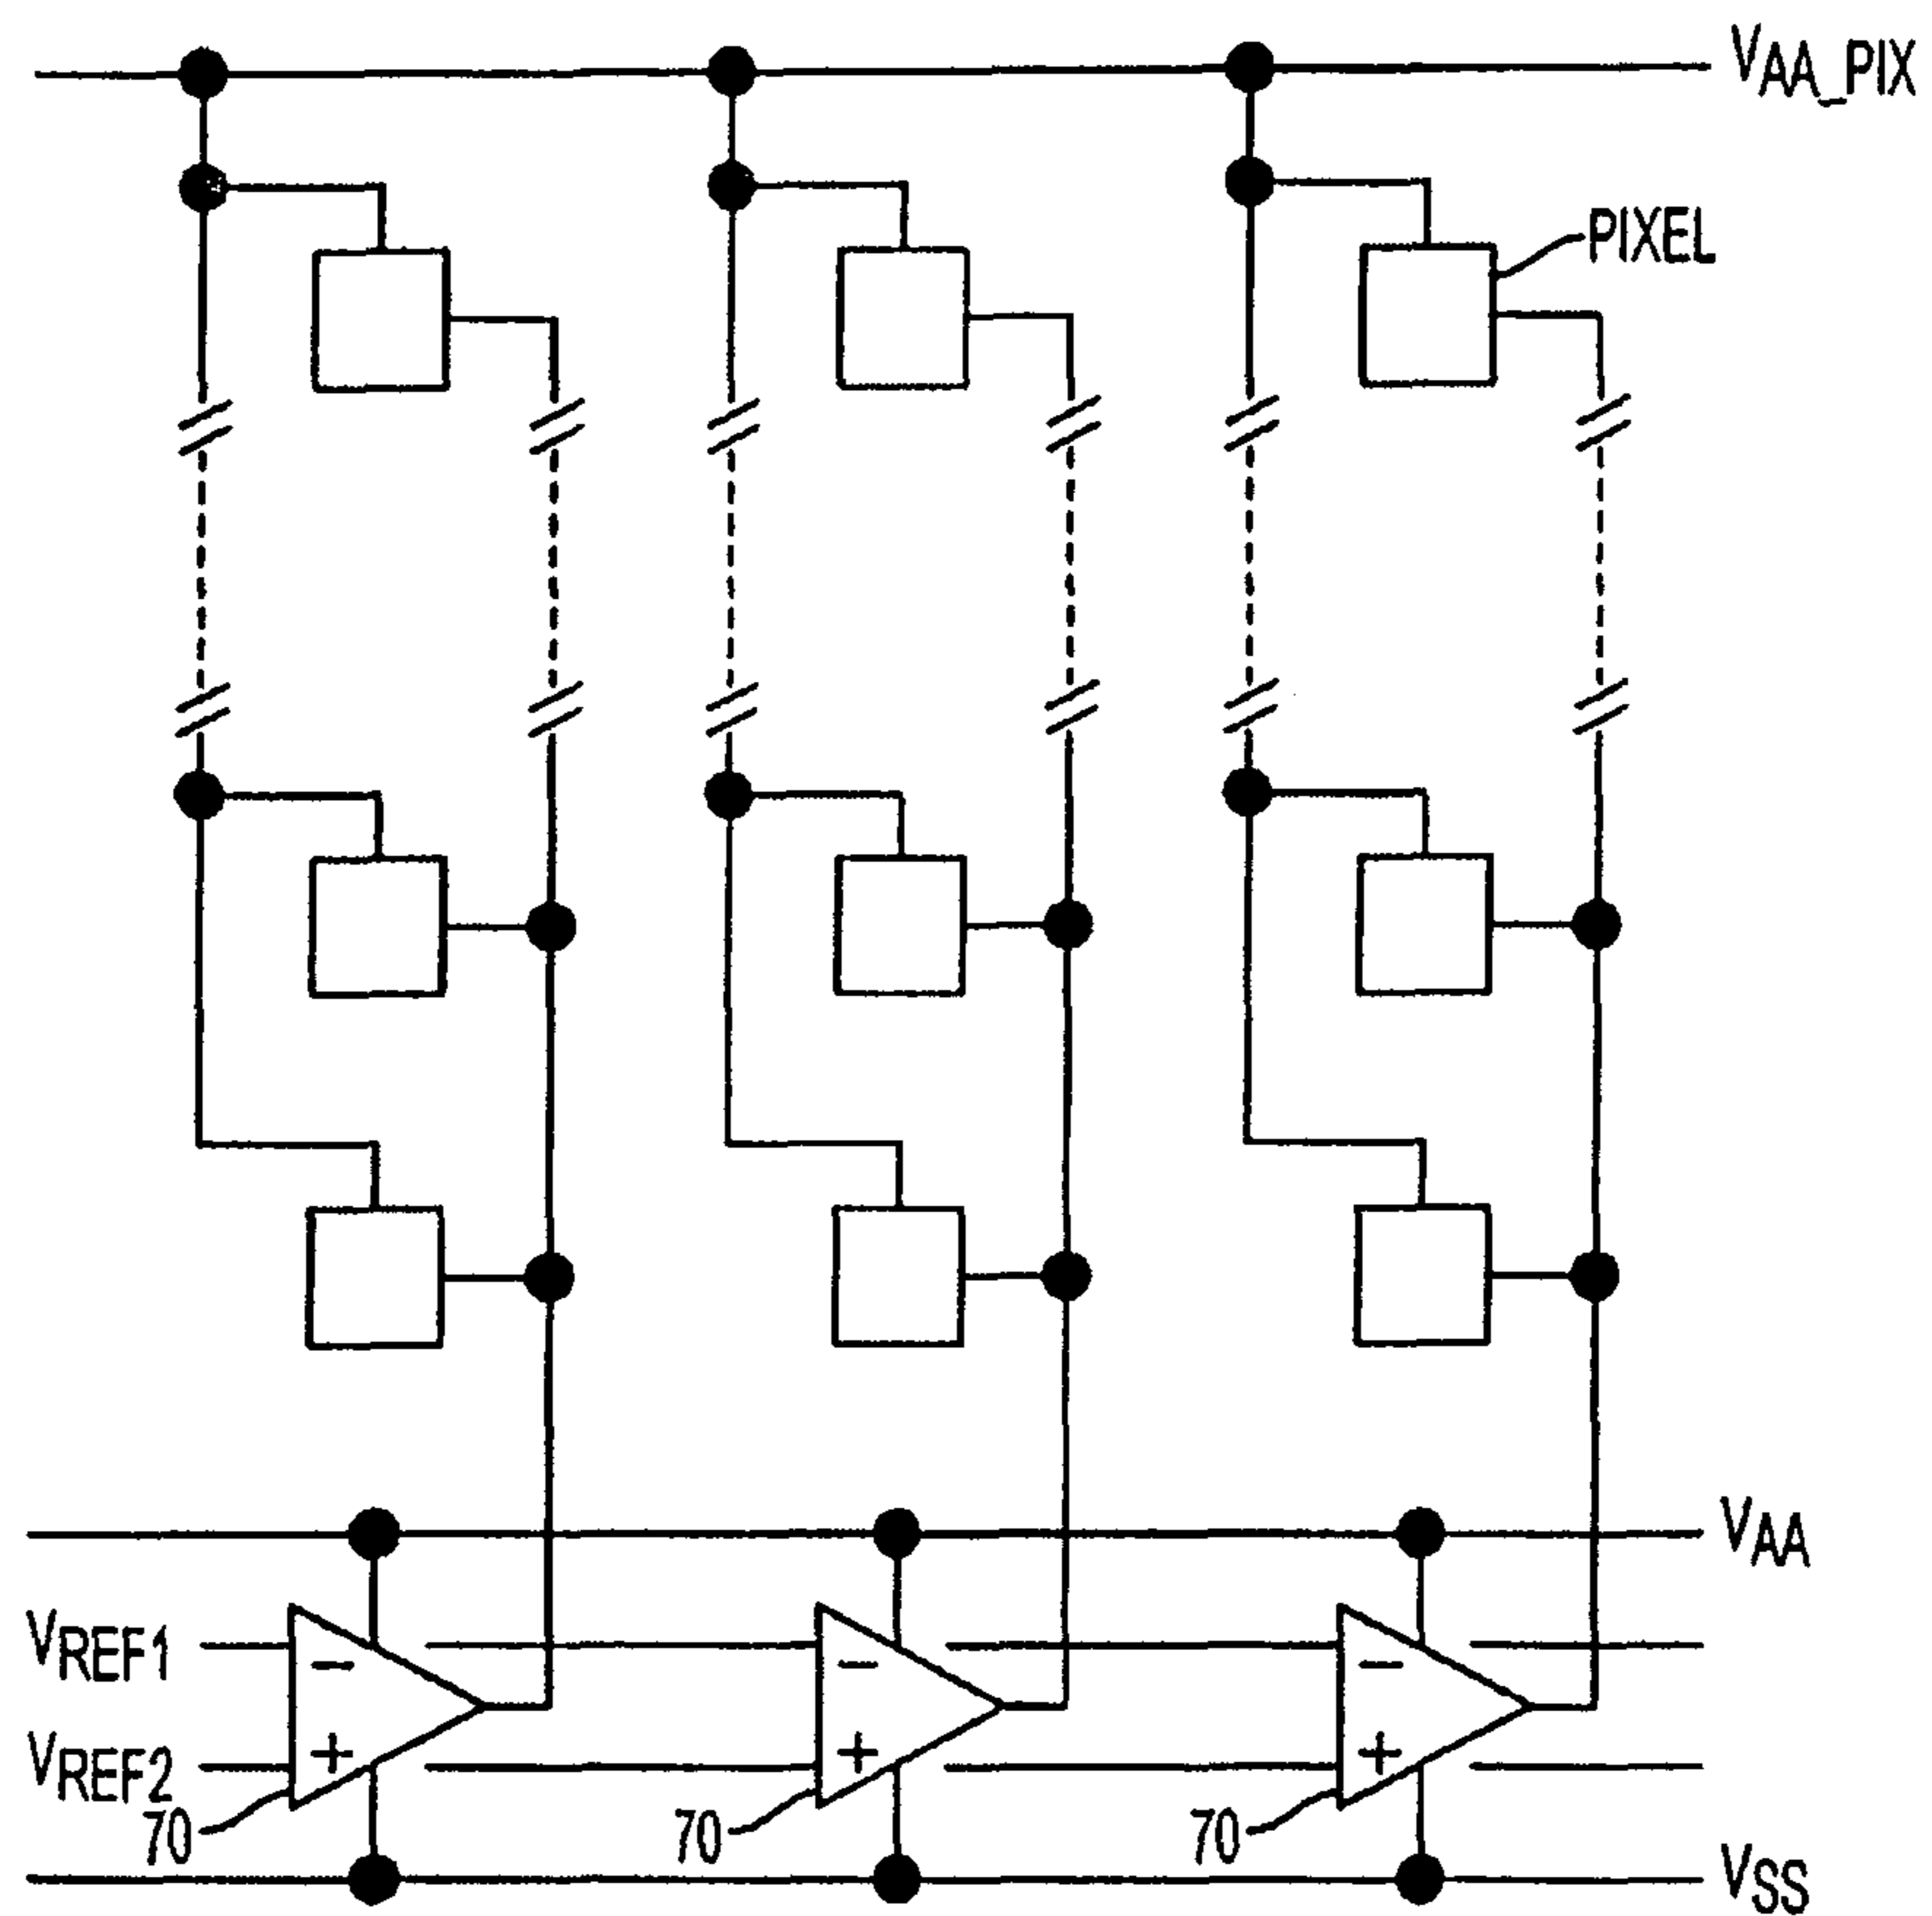 VAA_PIX
PIXEL
VAA
VREF1
−
−
−
VREF2
+
+
+
70
70
70
VSS